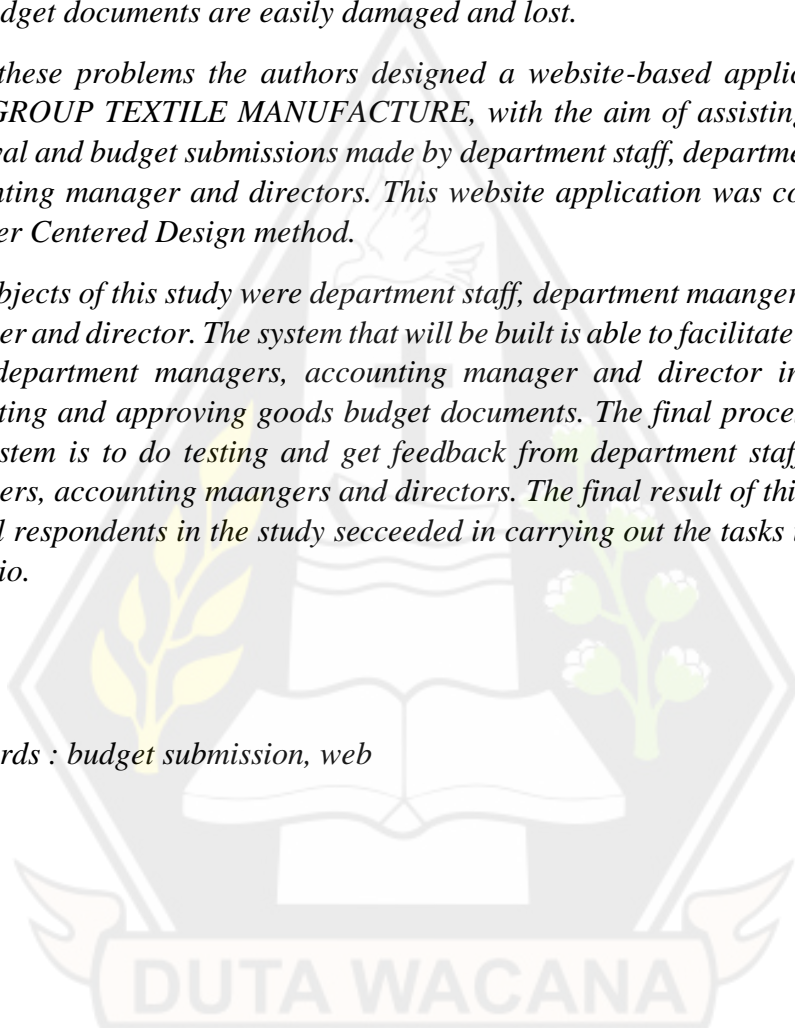 dget documents are easily damaged and lost.
these problems the authors designed a website-based applic
GROUP TEXTILE MANUFACTURE, with the aim of assisting
val and budget submissions made by department staff, departme
nting manager and directors. This website application was co
er Centered Design method.
bjects of this study were department staff, department maanger
er and director. The system that will be built is able to facilitate
department managers, accounting manager and director in
ting and approving goods budget documents. The final proce
stem is to do testing and get feedback from department staff
ers, accounting maangers and directors. The final result of thi
l respondents in the study secceeded in carrying out the tasks i
io.
rds : budget submission, web
DUTA WACANA